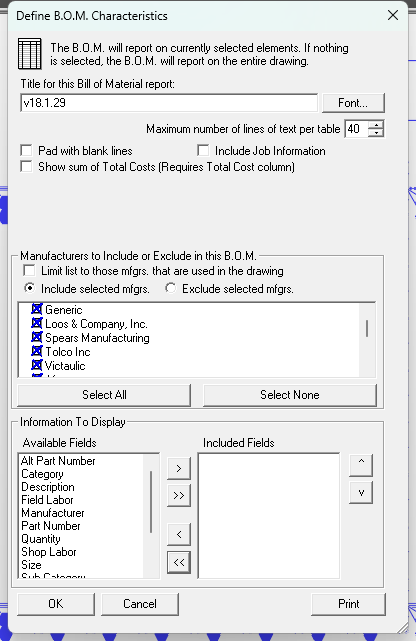 Define B.O.M. Characteristics
The B.O.M. will report on currently selected elements. If nothing
is selected, the B.O.M. will report on the entire drawing.
Title for this Bill of Material report:
v18.1.29
Font...
Maximum number of lines of text per table 40
Pad with blank lines
Include Job Information
Show sum of Total Costs (Requires Total Cost column)
Manufacturers to Include or Exclude in this B.O.M.
Limit list to those mfgrs. that are used in the drawing
Include selected mfgrs.
Exclude selected mfgrs.
Generic
Loos & Company, Inc.
Spears Manufacturing
Tolco Inc
Victaulic
Select All
Select None
Information To Display
Available Fields
Alt Part Number
Category
Description
Field Labor
Manufacturer
Part Number
Quantity
Shop Labor
Size
Sub Category
>
>>
<
<<
Included Fields
^
v
OK
Cancel
Print